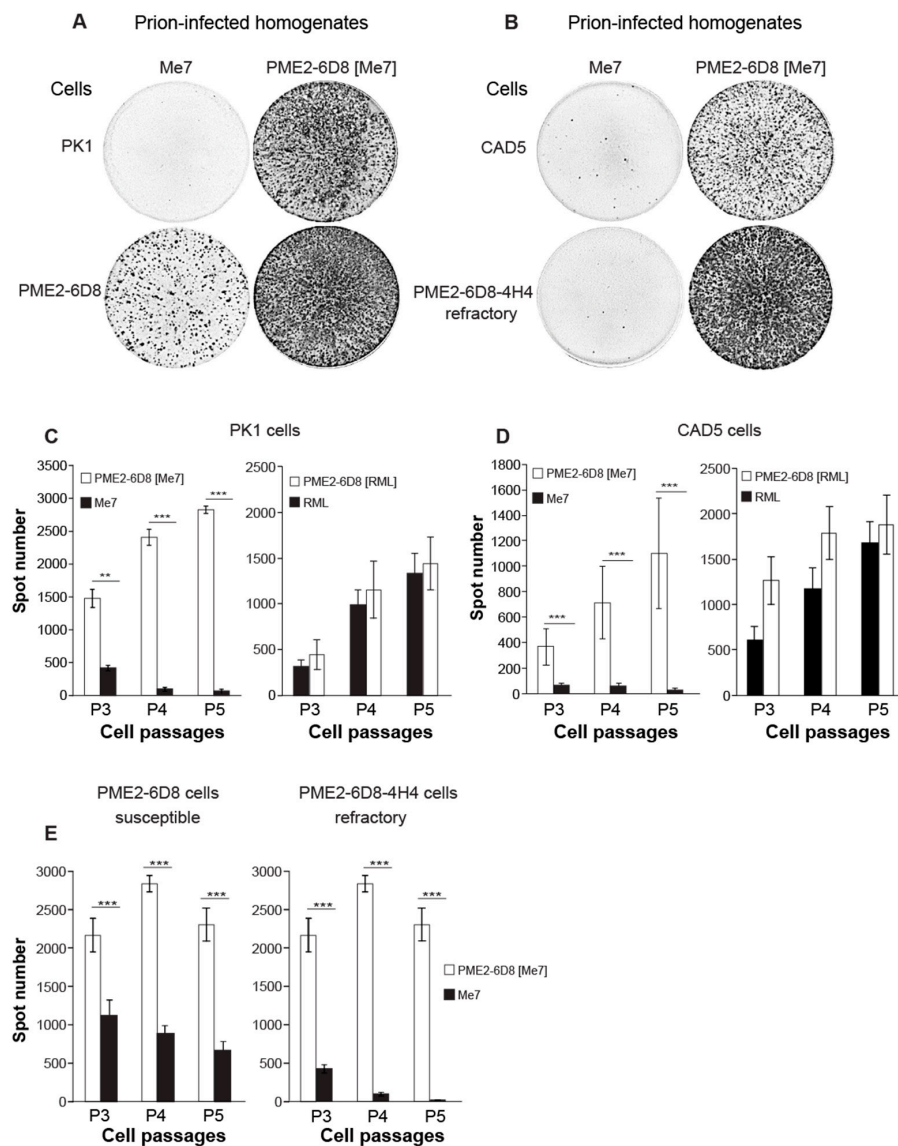 A Prion-infected homogenates
Me7 PME2-6D8 [Me7]
Cells
PK1
PME2-6D8
B Prion-infected homogenates
Me7 PME2-6D8 [Me7]
Cells
CAD5
PME2-6D8-4H4
refractory
C PK1 cells
Spot number
3500
3000
2500
2000
1500
1000
500
0
PME2-6D8 [Me7]
Me7
**
***
***
P3 P4 P5
Cell passages
2500
2000
1500
1000
500
0
PME2-6D8 [RML]
RML
P3 P4 P5
Cell passages
D CAD5 cells
Spot number
1800
1600
1400
1200
1000
800
600
400
200
0
PME2-6D8 [Me7]
Me7
***
***
***
P3 P4 P5
Cell passages
2500
2000
1500
1000
500
0
PME2-6D8 [RML]
RML
P3 P4 P5
Cell passages
E
PME2-6D8 cells
susceptible
Spot number
3000
2500
2000
1500
1000
500
0
***
***
***
P3 P4 P5
Cell passages
PME2-6D8-4H4 cells
refractory
3000
2500
2000
1500
1000
500
0
***
***
***
P3 P4 P5
Cell passages
PME2-6D8 [Me7]
Me7